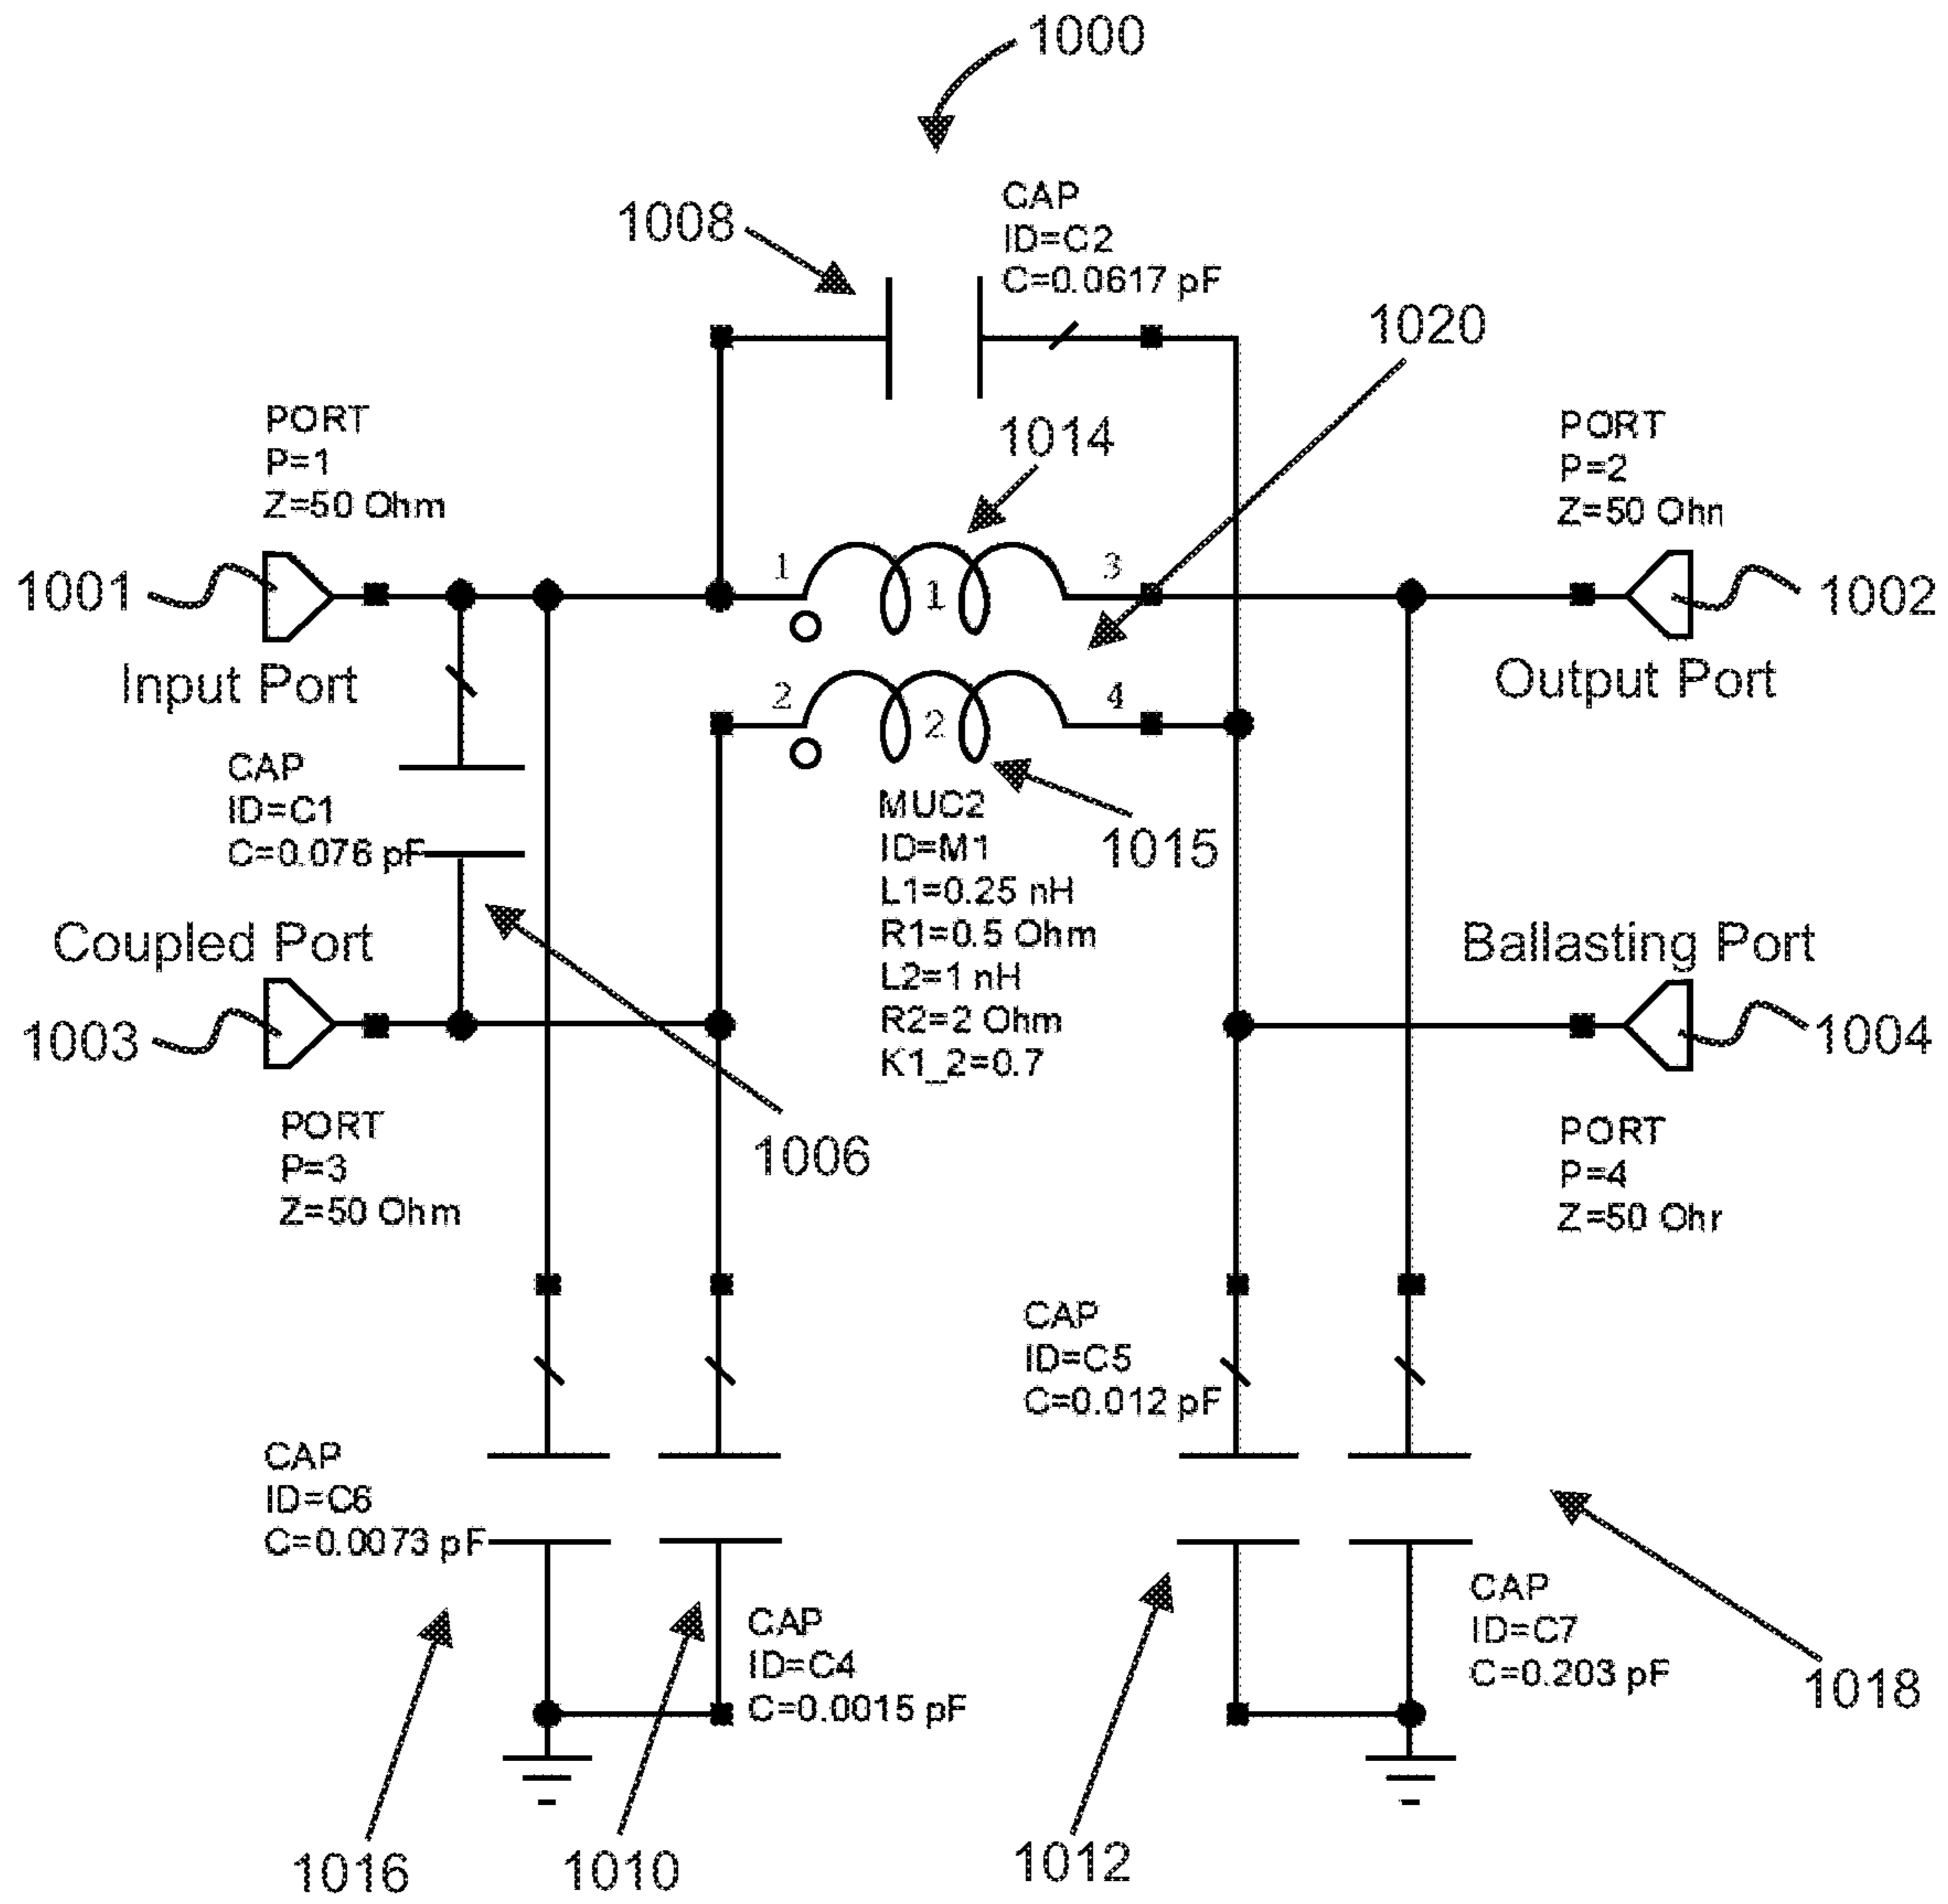 1000
1008
CAP
ID=C2
C=0.0617 pF
1020
PORT
P=1
Z=50 Ohm
1014
PORT
P=2
Z=50 Ohn
1001
1
1
3
1002
Input Port
2
2
4
Output Port
CAP
ID=C1
C=0.076 pF
MUC2
ID=M1
L1=0.25 nH
R1=0.5 Ohm
L2=1 nH
R2=2 Ohm
K1_2=0.7
1015
Coupled Port
Ballasting Port
1003
1004
PORT
P=3
Z=50 Ohm
1006
PORT
P=4
Z=50 Ohr
CAP
ID=C5
C=0.012 pF
CAP
ID=C6
C=0.0073 pF
CAP
ID=C4
C=0.0015 pF
CAP
ID=C7
C=0.203 pF
1018
1016
1010
1012